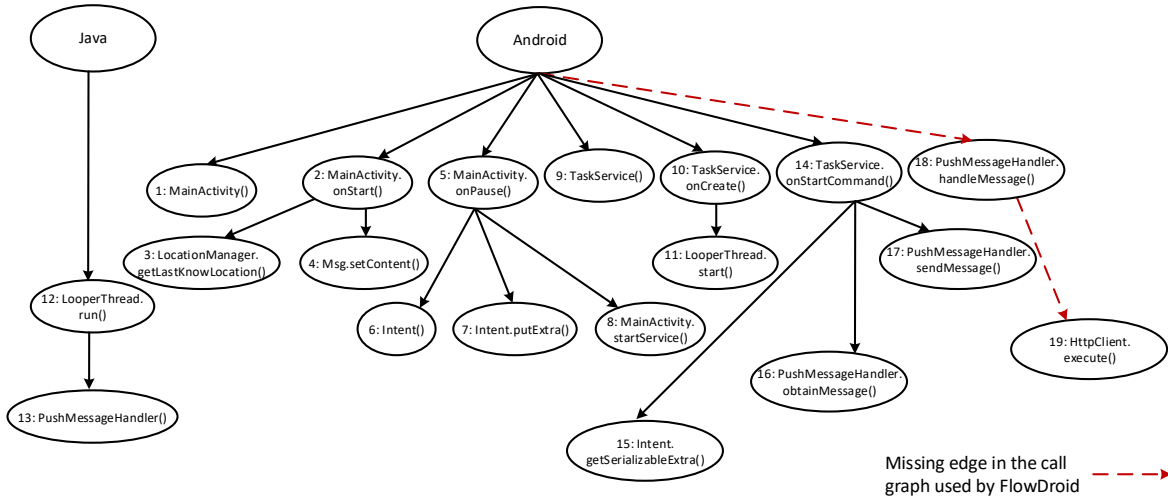 Java
Android
1: MainActivity()
2: MainActivity.
onStart()
5: MainActivity.
onPause()
9: TaskService()
10: TaskService.
onCreate()
14: TaskService.
onStartCommand()
18: PushMessageHandler.
handleMessage()
3: LocationManager.
getLastKnowLocation()
4: Msg.setContent()
11: LooperThread.
start()
17: PushMessageHandler.
sendMessage()
12: LooperThread.
run()
6: Intent()
7: Intent.putExtra()
8: MainActivity.
startService()
19: HttpClient.
execute()
16: PushMessageHandler.
obtainMessage()
13: PushMessageHandler()
15: Intent.
getSerializableExtra()
Missing edge in the call
graph used by FlowDroid